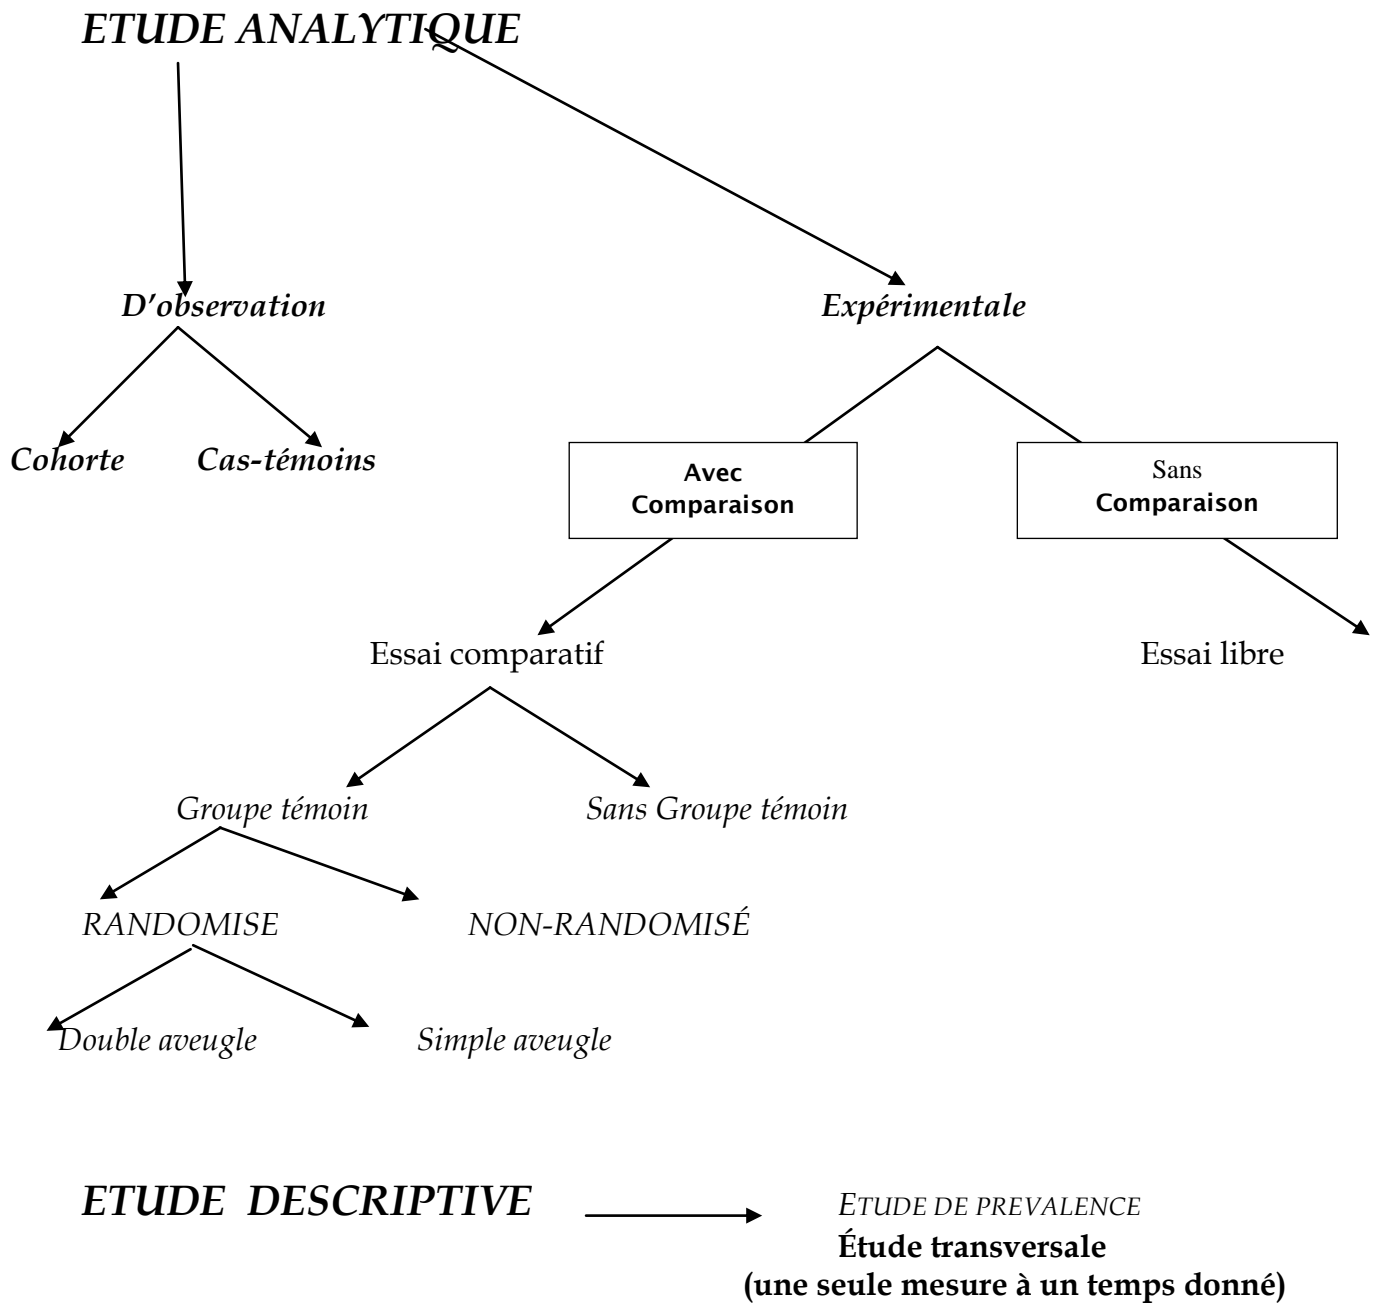 ETUDE ANALYTIQUE
D'observation
Expérimentale
Cohorte
Cas-témoins
Avec
Comparaison
Sans
Comparaison
Essai comparatif
Essai libre
Groupe témoin
Sans Groupe témoin
RANDOMISE
NON-RANDOMISÉ
Double aveugle
Simple aveugle
ETUDE DESCRIPTIVE
ETUDE DE PREVALENCE
Étude transversale
(une seule mesure à un temps donné)